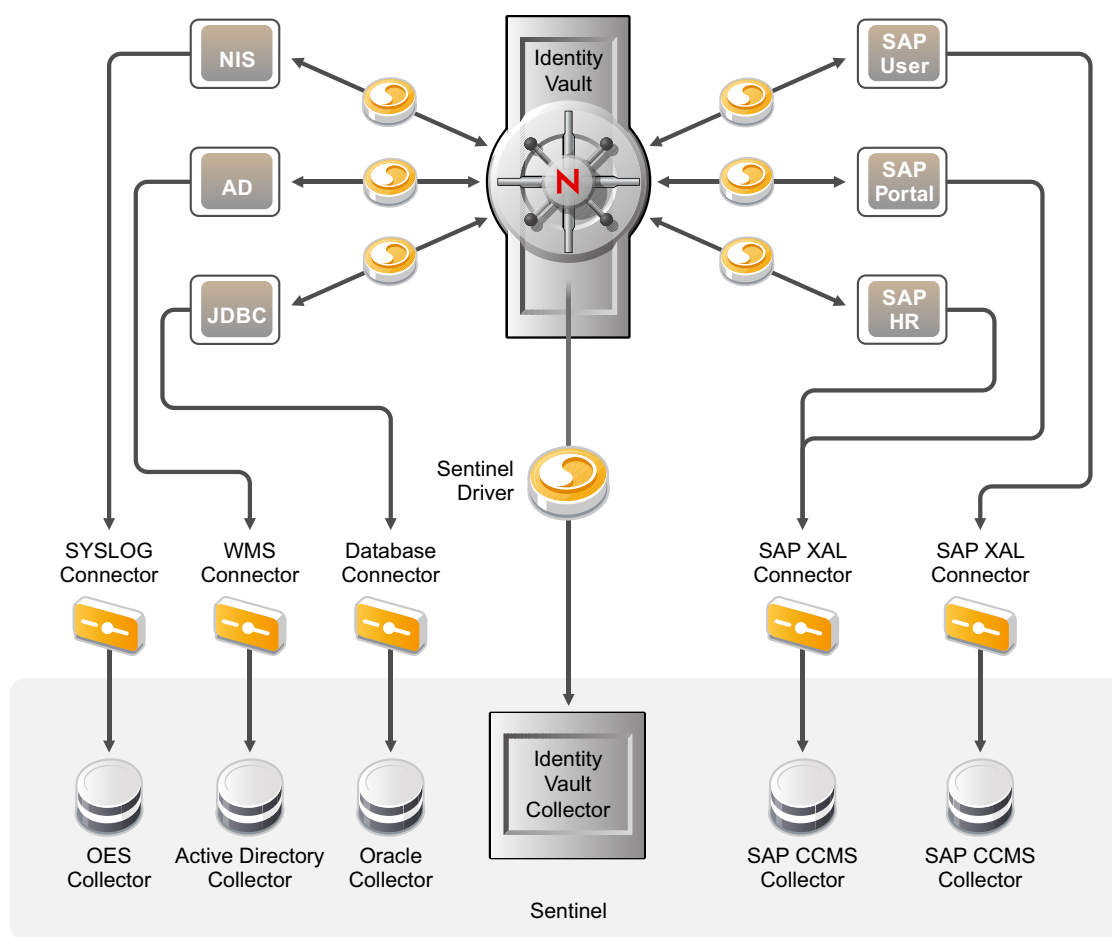 Identity
Vault
N
NIS
AD
JDBC
SAP
User
SAP
Portal
SAP
HR
Sentinel
Driver
SYSLOG
Connector
WMS
Connector
Database
Connector
SAP XAL
Connector
SAP XAL
Connector
Identity
Vault
Collector
OES
Collector
Active Directory
Collector
Oracle
Collector
SAP CCMS
Collector
SAP CCMS
Collector
Sentinel